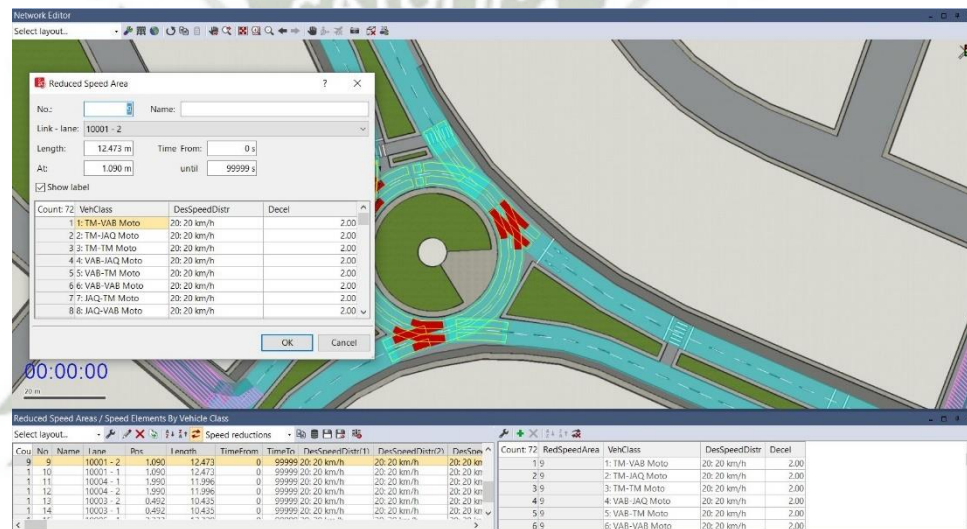 Network Editor
Select layout...
Reduced Speed Area ? ×
No.: Name:
Link - lane: 10001 - 2
Length: 12.473 m Time From: 0 s
At: 1.090 m until 99999 s
Show label
Count: 72 VehClass DesSpeedDistr Decel
1 1: TM-VAB Moto 20: 20 km/h 2.00
2 2: TM-JAQ Moto 20: 20 km/h 2.00
3 3: TM-TM Moto 20: 20 km/h 2.00
4 4: VAB-JAQ Moto 20: 20 km/h 2.00
5 5: VAB-TM Moto 20: 20 km/h 2.00
6 6: VAB-VAB Moto 20: 20 km/h 2.00
7 7: JAQ-TM Moto 20: 20 km/h 2.00
8 8: JAQ-VAB Moto 20: 20 km/h 2.00
OK Cancel
00:00:00
20 m
Reduced Speed Areas / Speed Elements By Vehicle Class
Select layout... Speed reductions
Cou No Name Lane Pos Length TimeFrom TimeTo DesSpeedDistr(1) DesSpeedDistr(2) DesSpee
9 9 10001 - 2 1.090 12.473 0 99999 20: 20 km/h 20: 20 km/h 20: 20 km
1 10 10001 - 1 1.090 12.473 0 99999 20: 20 km/h 20: 20 km/h 20: 20 km
1 11 10004 - 1 1.990 11.996 0 99999 20: 20 km/h 20: 20 km/h 20: 20 km
1 12 10004 - 2 1.990 11.996 0 99999 20: 20 km/h 20: 20 km/h 20: 20 km
1 13 10003 - 2 0.492 10.435 0 99999 20: 20 km/h 20: 20 km/h 20: 20 km
1 14 10003 - 1 0.492 10.435 0 99999 20: 20 km/h 20: 20 km/h 20: 20 km
Count: 72 RedSpeedArea VehClass DesSpeedDistr Decel
1 9 1: TM-VAB Moto 20: 20 km/h 2.00
2 9 2: TM-JAQ Moto 20: 20 km/h 2.00
3 9 3: TM-TM Moto 20: 20 km/h 2.00
4 9 4: VAB-JAQ Moto 20: 20 km/h 2.00
5 9 5: VAB-TM Moto 20: 20 km/h 2.00
6 9 6: VAB-VAB Moto 20: 20 km/h 2.00